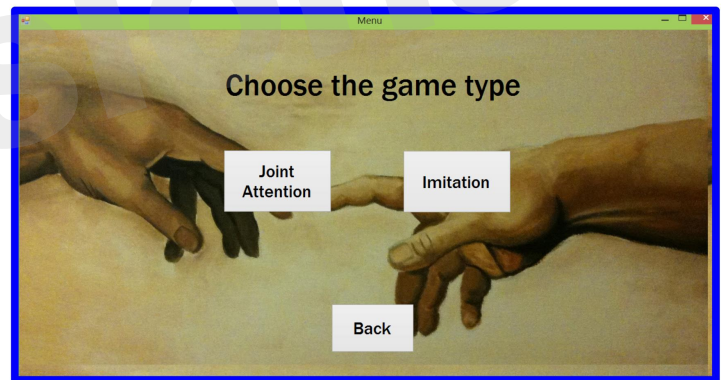 Menu
Choose the game type
Joint
Attention
Imitation
Back